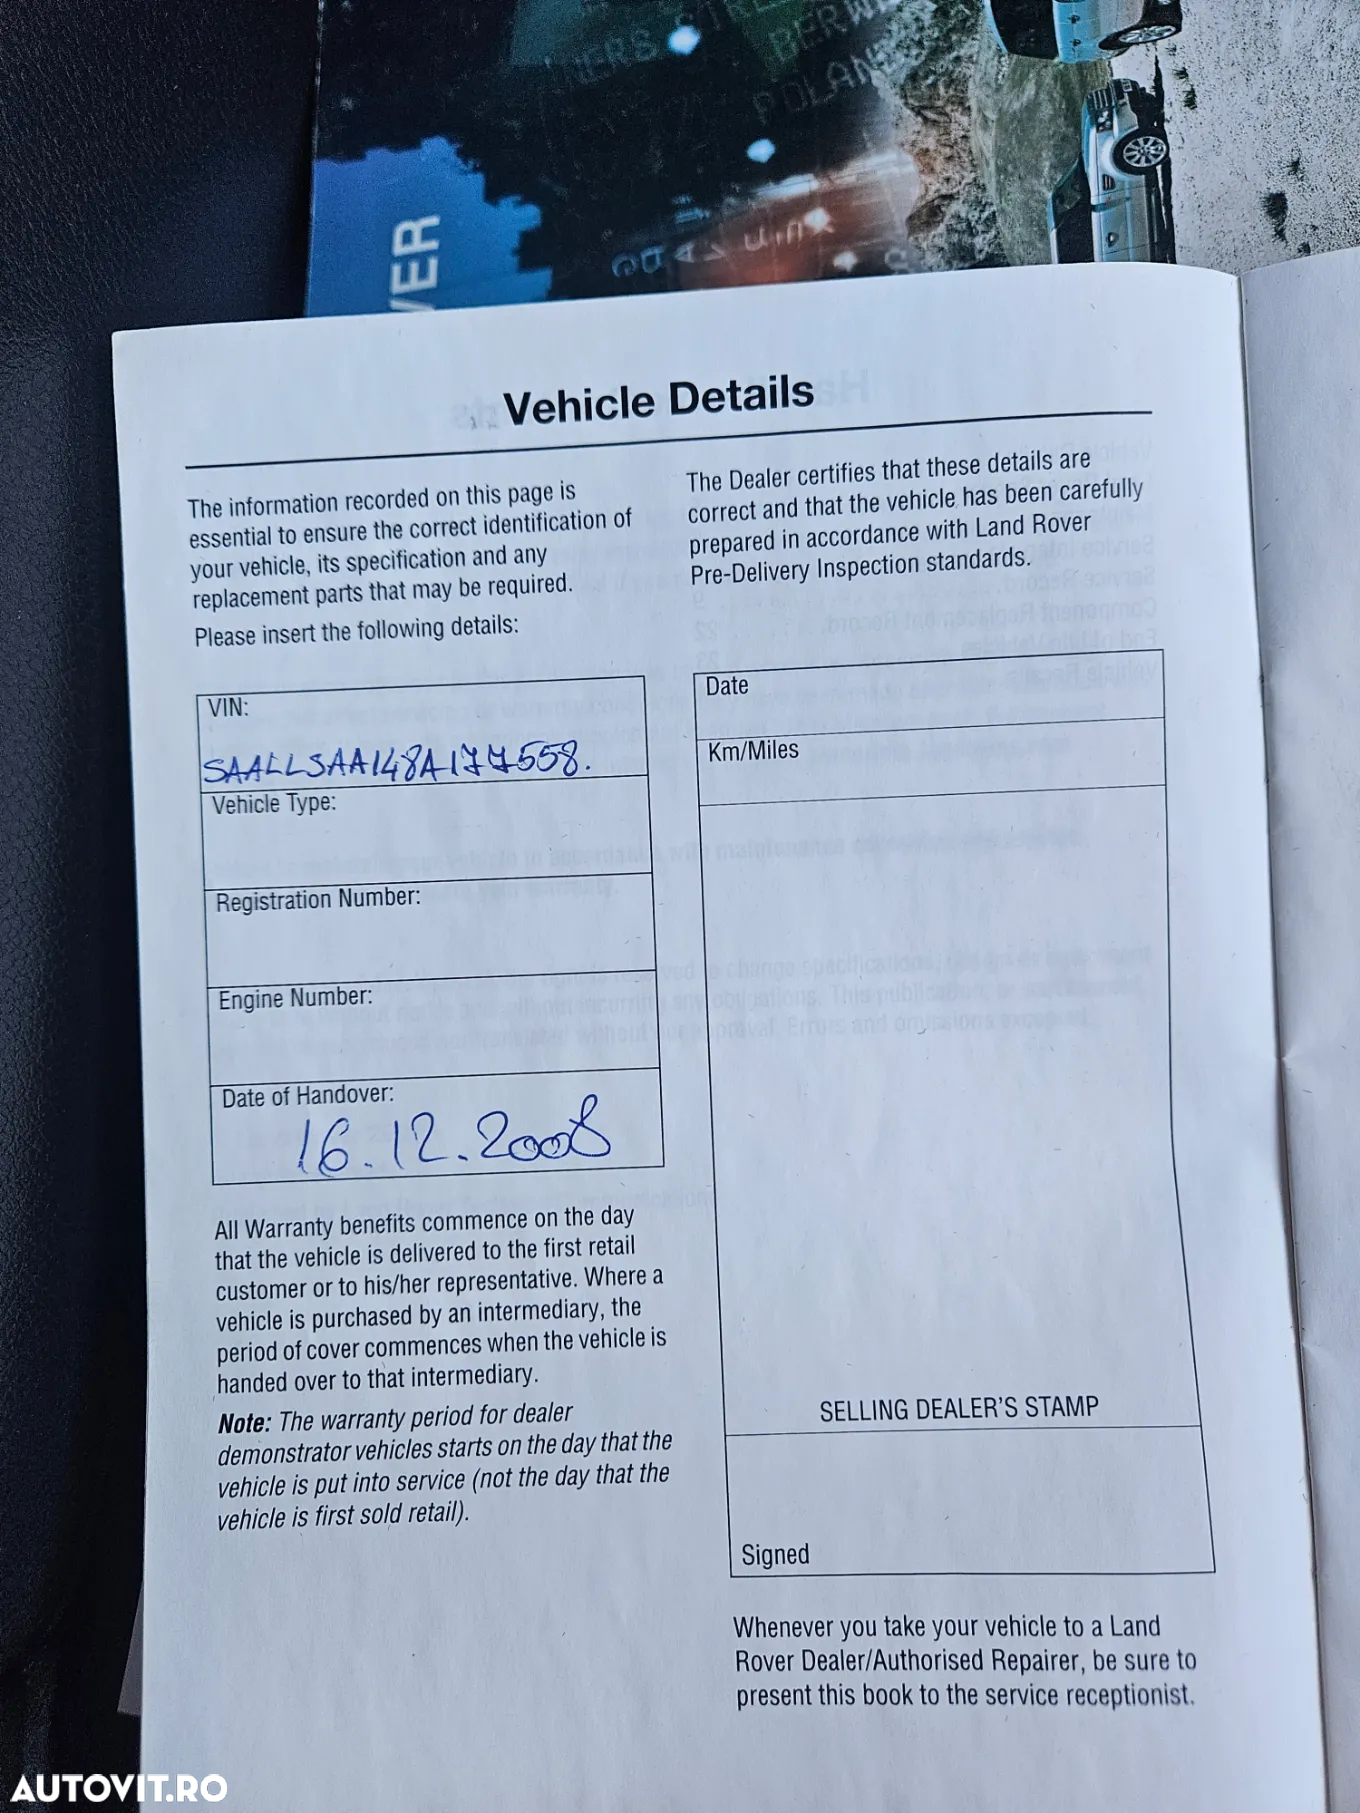 VER
POLAND
Vehicle Details
The information recorded on this page is
essential to ensure the correct identification of
your vehicle, its specification and any
replacement parts that may be required.
Please insert the following details:
VIN:
SAALLSAA148A177558.
Vehicle Type:
Registration Number:
Engine Number:
Date of Handover:
16.12.2008
All Warranty benefits commence on the day
that the vehicle is delivered to the first retail
customer or to his/her representative. Where a
vehicle is purchased by an intermediary, the
period of cover commences when the vehicle is
handed over to that intermediary.
Note: The warranty period for dealer
demonstrator vehicles starts on the day that the
vehicle is put into service (not the day that the
vehicle is first sold retail).
The Dealer certifies that these details are
correct and that the vehicle has been carefully
prepared in accordance with Land Rover
Pre-Delivery Inspection standards.
Date
Km/Miles
SELLING DEALER'S STAMP
Signed
Whenever you take your vehicle to a Land
Rover Dealer/Authorised Repairer, be sure to
present this book to the service receptionist.
AUTOVIT.RO